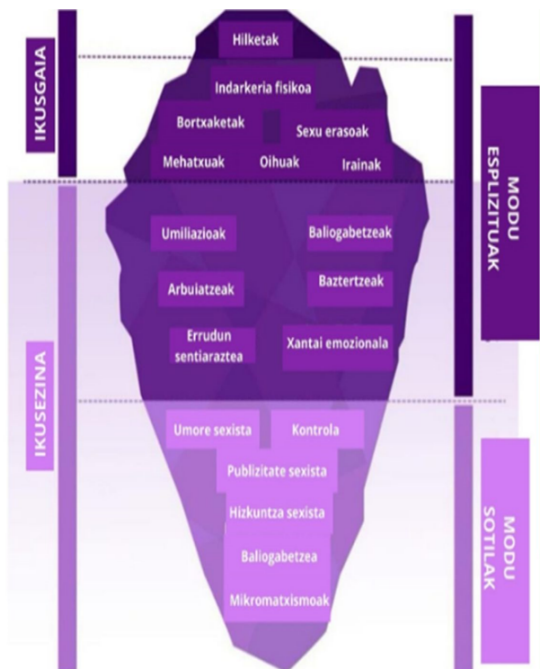 IKUSGAIA
Hilketak
Indarkeria fisikoa
Bortxaketak
Sexu erasoak
Mehatxuak
Oihuak
Irainak
MODU
ESPLIZITUAK
Umiliazioak
Baliogabetzeak
Arbuiatzeak
Baztertzeak
Errudun
sentiaraztea
Xantai emozionala
IKUSEZINA
Umore sexista
Kontrola
Publizitate sexista
Hizkuntza sexista
Baliogabetzea
Mikromatxismoak
MODU
SOTILAK